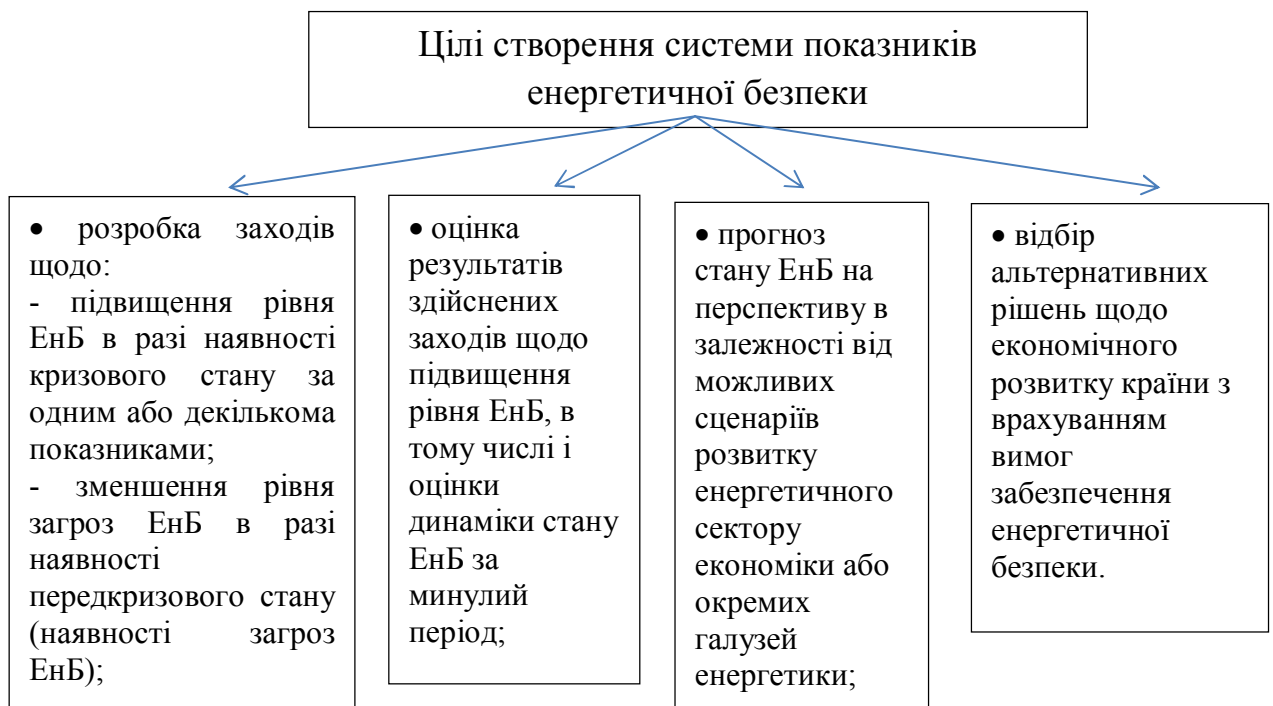 Цілі створення системи показників
енергетичної безпеки
• розробка заходів
щодо:
- підвищення рівня
ЕнБ в разі наявності
кризового стану за
одним або декількома
показниками;
- зменшення рівня
загроз ЕнБ в разі
наявності
передкризового стану
(наявності загроз
ЕнБ);
• оцінка
результатів
здійснених
заходів щодо
підвищення
рівня ЕнБ, в
тому числі і
оцінки
динаміки стану
ЕнБ за
минулий
період;
• прогноз
стану ЕнБ на
перспективу в
залежності від
можливих
сценаріїв
розвитку
енергетичного
сектору
економіки або
окремих
галузей
енергетики;
• відбір
альтернативних
рішень щодо
економічного
розвитку країни з
врахуванням
вимог
забезпечення
енергетичної
безпеки.